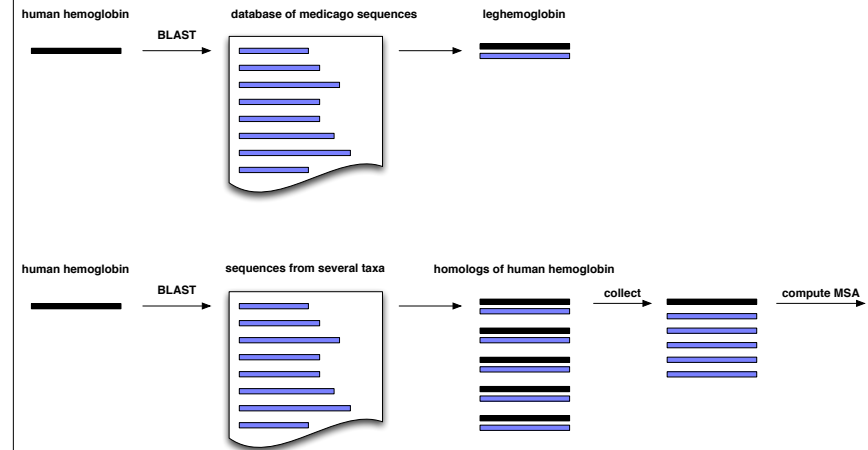 human hemoglobin
BLAST
database of medicago sequences
leghemoglobin
human hemoglobin
BLAST
sequences from several taxa
homologs of human hemoglobin
collect
compute MSA